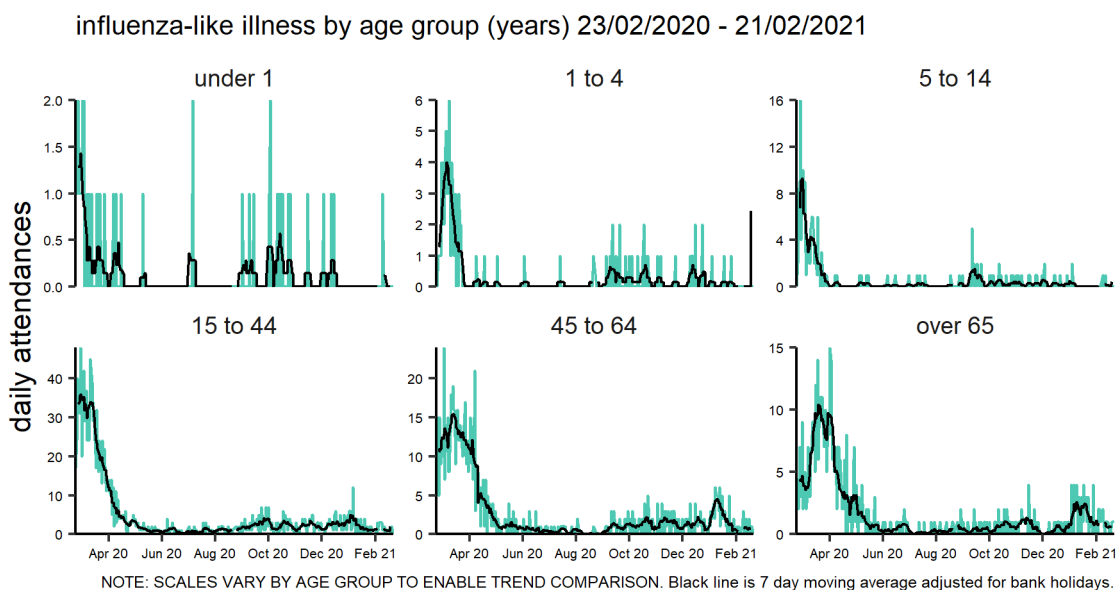 influenza-like illness by age group (years) 23/02/2020 - 21/02/2021
daily attendances
under 1
1 to 4
5 to 14
2.0
1.5
1.0
0.5
0.0
6
5
4
3
2
1
0
16
12
8
4
0
15 to 44
45 to 64
over 65
40
30
20
10
0
20
15
10
5
0
15
10
5
0
Apr 20 Jun 20 Aug 20 Oct 20 Dec 20 Feb 21
Apr 20 Jun 20 Aug 20 Oct 20 Dec 20 Feb 21
Apr 20 Jun 20 Aug 20 Oct 20 Dec 20 Feb 21
NOTE: SCALES VARY BY AGE GROUP TO ENABLE TREND COMPARISON. Black line is 7 day moving average adjusted for bank holidays.